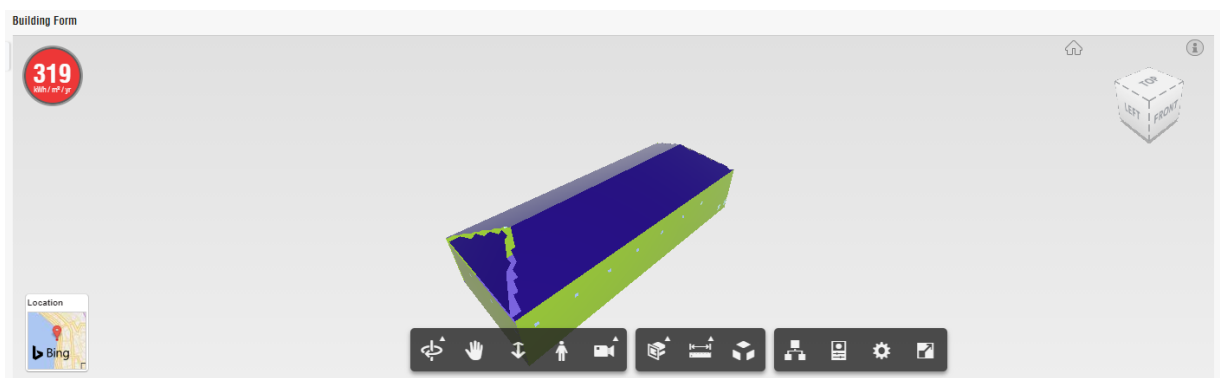 Building Form
319
kWh / m² / yr
TOP
LEFT
FRONT
Location
Bing